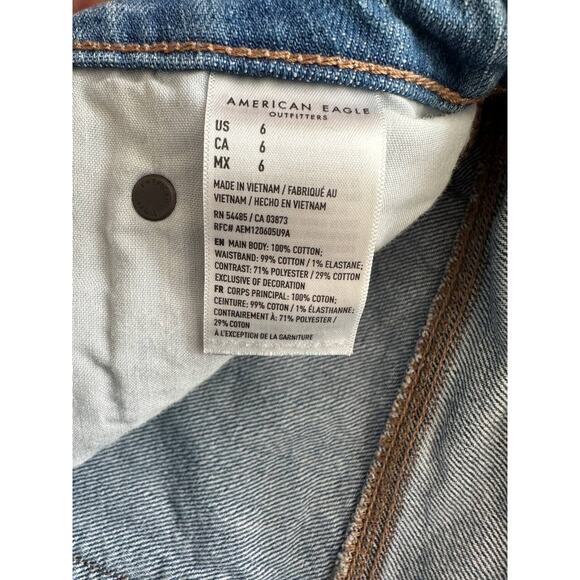 AMERICAN EAGLE
OUTFITTERS
US 6
CA 6
MX 6
MADE IN VIETNAM / FABRIQUÉ AU
VIETNAM / HECHO EN VIETNAM
RN 54485 / CA 03873
RFC# AEM120605U9A
EN MAIN BODY: 100% COTTON;
WAISTBAND: 99% COTTON / 1% ELASTANE;
CONTRAST: 71% POLYESTER / 29% COTTON
EXCLUSIVE OF DECORATION
FR CORPS PRINCIPAL: 100% COTON;
CEINTURE: 99% COTON / 1% ÉLASTHANNE;
CONTRAIREMENT À: 71% POLYESTER /
29% COTON
À L'EXCEPTION DE LA GARNITURE